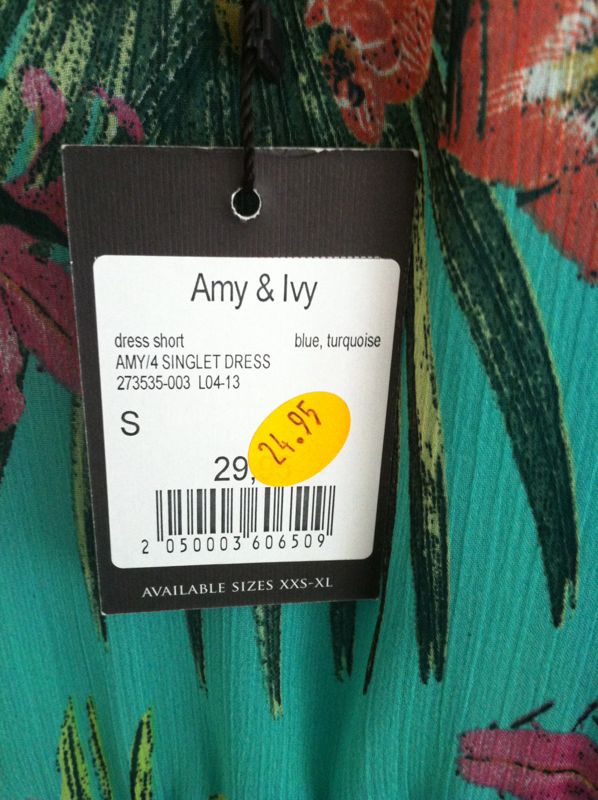 Amy & Ivy
dress short blue, turquoise
AMY/4 SINGLET DRESS
273535-003 L04-13
S
24.95
29,
2 050003 606509
AVAILABLE SIZES XXS-XL